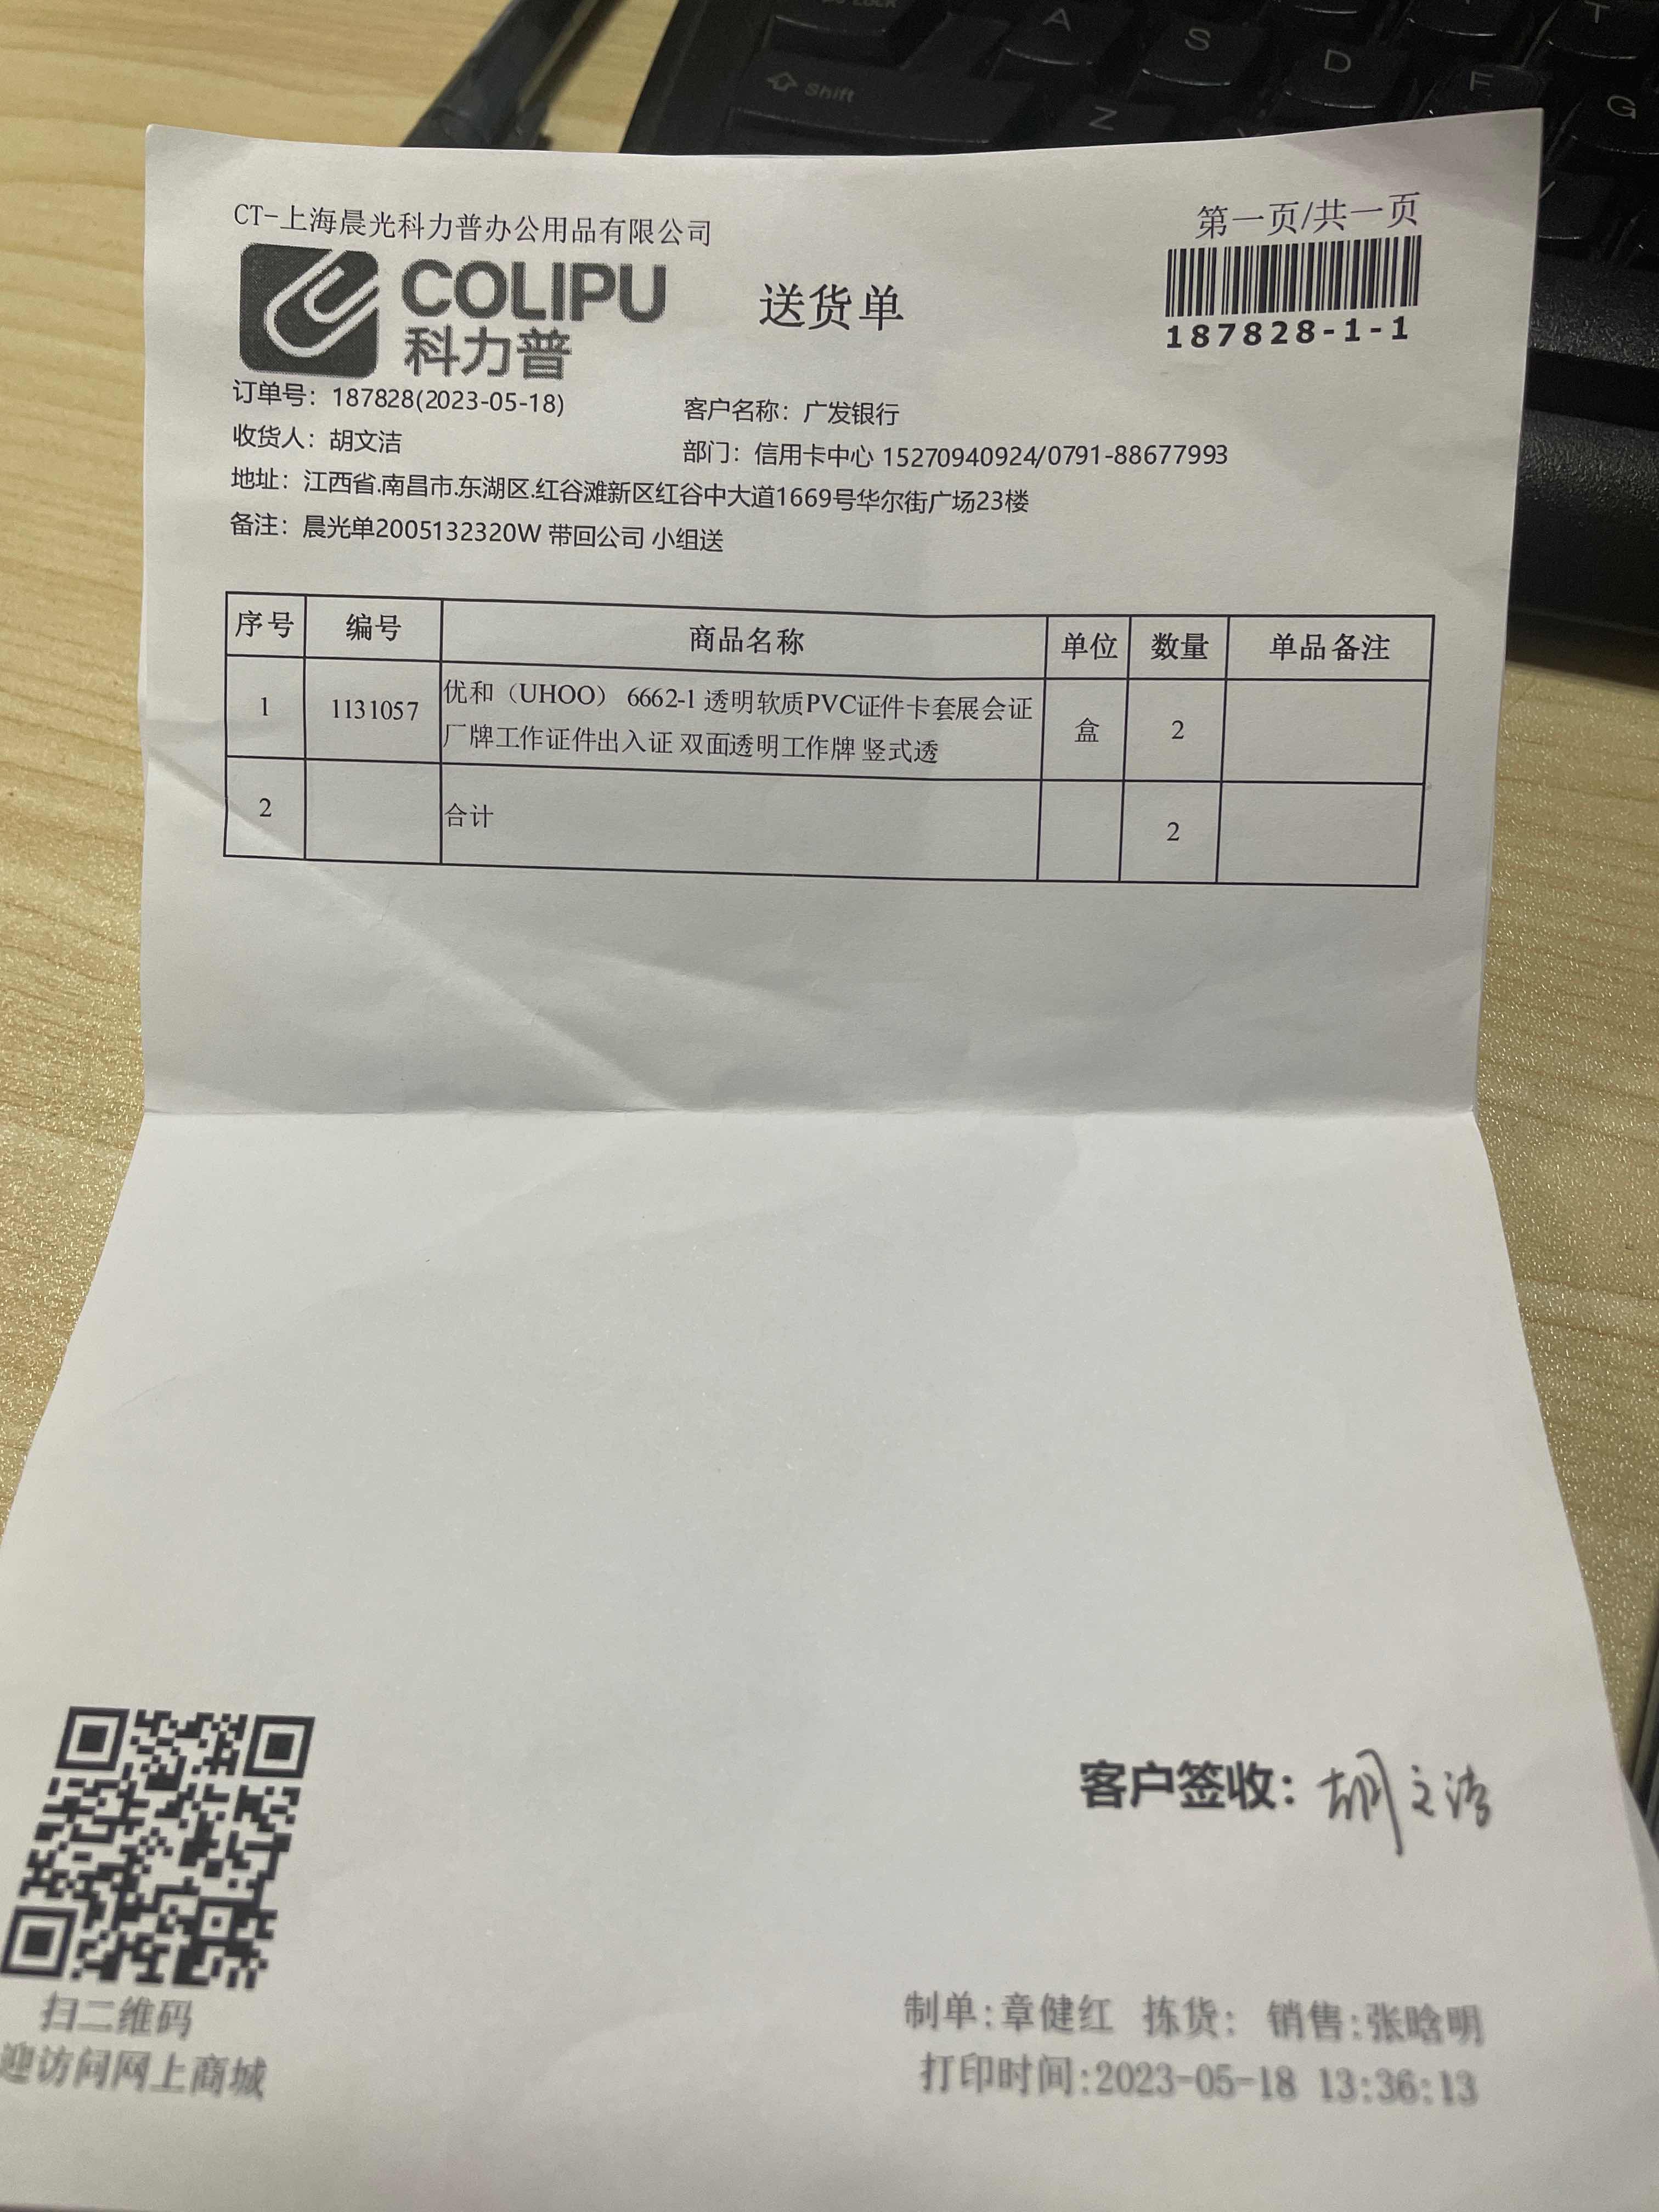 CT-上海晨光科力普办公用品有限公司
第一页/共一页
COLIPU
科力普
送货单
187828-1-1
订单号：187828(2023-05-18)
客户名称：广发银行
收货人：胡文洁
部门：信用卡中心 15270940924/0791-88677993
地址：江西省.南昌市.东湖区.红谷滩新区红谷中大道1669号华尔街广场23楼
备注：晨光单2005132320W 带回公司 小组送
序号 编号 商品名称 单位 数量 单品备注
1 1131057 优和（UHOO） 6662-1 透明软质PVC证件卡套展会证
厂牌工作证件出入证 双面透明工作牌 竖式透 盒 2
2 合计 2
客户签收：胡文洁
扫二维码
迎访问网上商城
制单:章健红 拣货: 销售:张晗明
打印时间:2023-05-18 13:36:13
Shift
A
S
D
F
G
Z
T